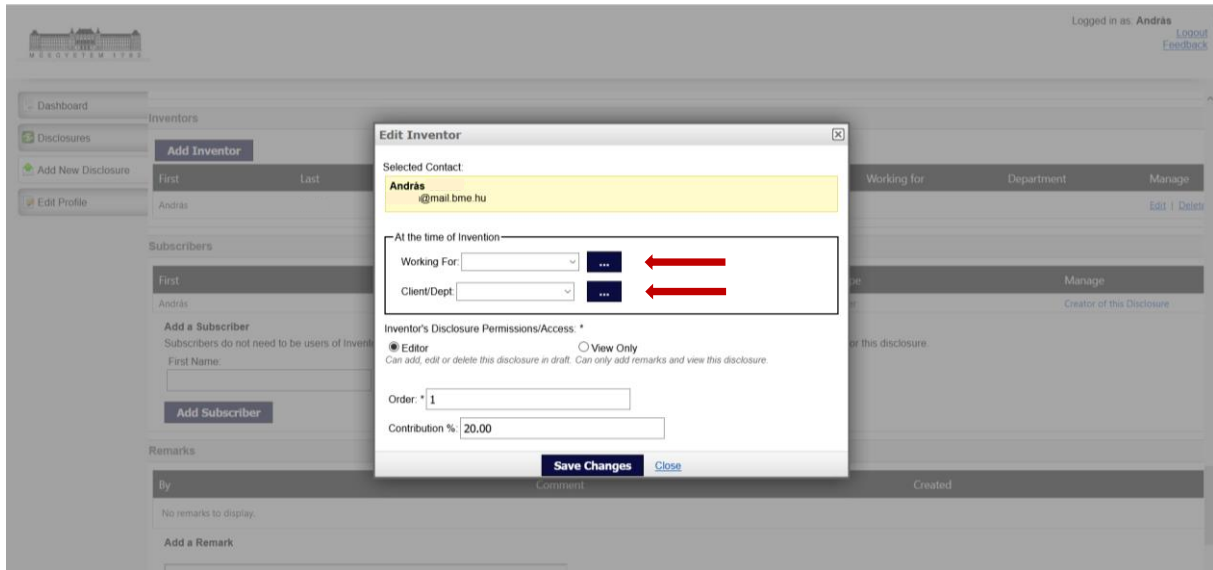 Logged in as: András
Logout
Feedback
MŰEGYETEM 1782
Dashboard
Disclosures
Add New Disclosure
Edit Profile
Inventors
Add Inventor
First Last Working for Department Manage
András Edit | Delete
Subscribers
First pe Manage
András r Creator of this Disclosure
Add a Subscriber
Subscribers do not need to be users of Invent or this disclosure.
First Name:
Add Subscriber
Remarks
By Comment Created
No remarks to display.
Add a Remark
Edit Inventor
Selected Contact:
András
@mail.bme.hu
At the time of Invention
Working For: ...
Client/Dept: ...
Inventor's Disclosure Permissions/Access: *
Editor View Only
Can add, edit or delete this disclosure in draft. Can only add remarks and view this disclosure.
Order: * 1
Contribution %: 20.00
Save Changes Close